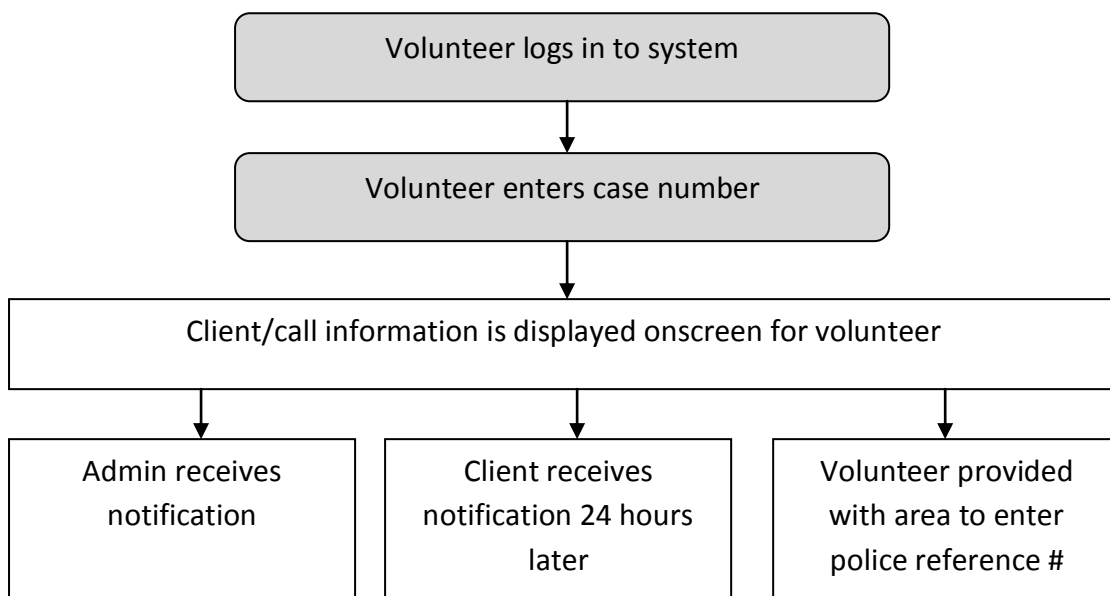 Volunteer logs in to system
Volunteer enters case number
Client/call information is displayed onscreen for volunteer
Admin receives
notification
Client receives
notification 24 hours
later
Volunteer provided
with area to enter
police reference #